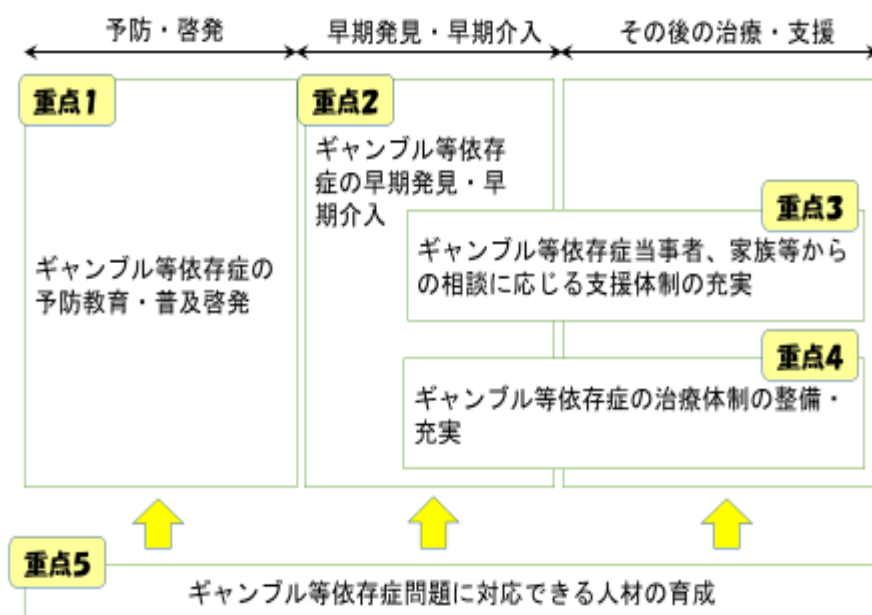 予防・啓発
早期発見・早期介入
その後の治療・支援
重点1
ギャンブル等依存症の
予防教育・普及啓発
重点2
ギャンブル等依存
症の早期発見・早
期介入
重点3
ギャンブル等依存症当事者、家族等から
の相談に応じる支援体制の充実
重点4
ギャンブル等依存症の治療体制の整備・
充実
重点5
ギャンブル等依存症問題に対応できる人材の育成